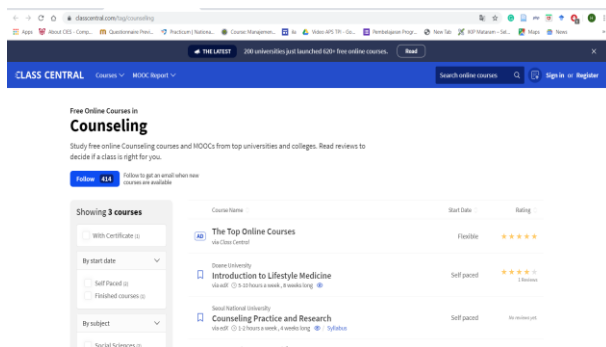 classcentral.com/tag/counseling
Apps About CIES - Comp... Questionnaire Previ... Practicum | Nationa... Course Managemen... Video APS TPI - Go... Pembelajaran Progr... New Tab KIP Mataram - Sel... Maps News
THE LATEST 200 universities just launched 620+ free online courses. Read
CLASS CENTRAL Courses MOOC Report Search online courses Sign in or Register
Free Online Courses in
Counseling
Study free online Counseling courses and MOOCs from top universities and colleges. Read reviews to
decide if a class is right for you.
Follow 414 Follow to get an email when new
courses are available
Showing 3 courses
With Certificate (1)
By start date
Self Paced (2)
Finished courses (1)
By subject
Social Sciences (1)
Course Name Start Date Rating
AD The Top Online Courses Flexible
via Class Central
Doane University
Introduction to Lifestyle Medicine Self paced
via edX 5-10 hours a week, 8 weeks long
2 Reviews
Seoul National University
Counseling Practice and Research Self paced No reviews yet
via edX 1-2 hours a week, 4 weeks long / Syllabus